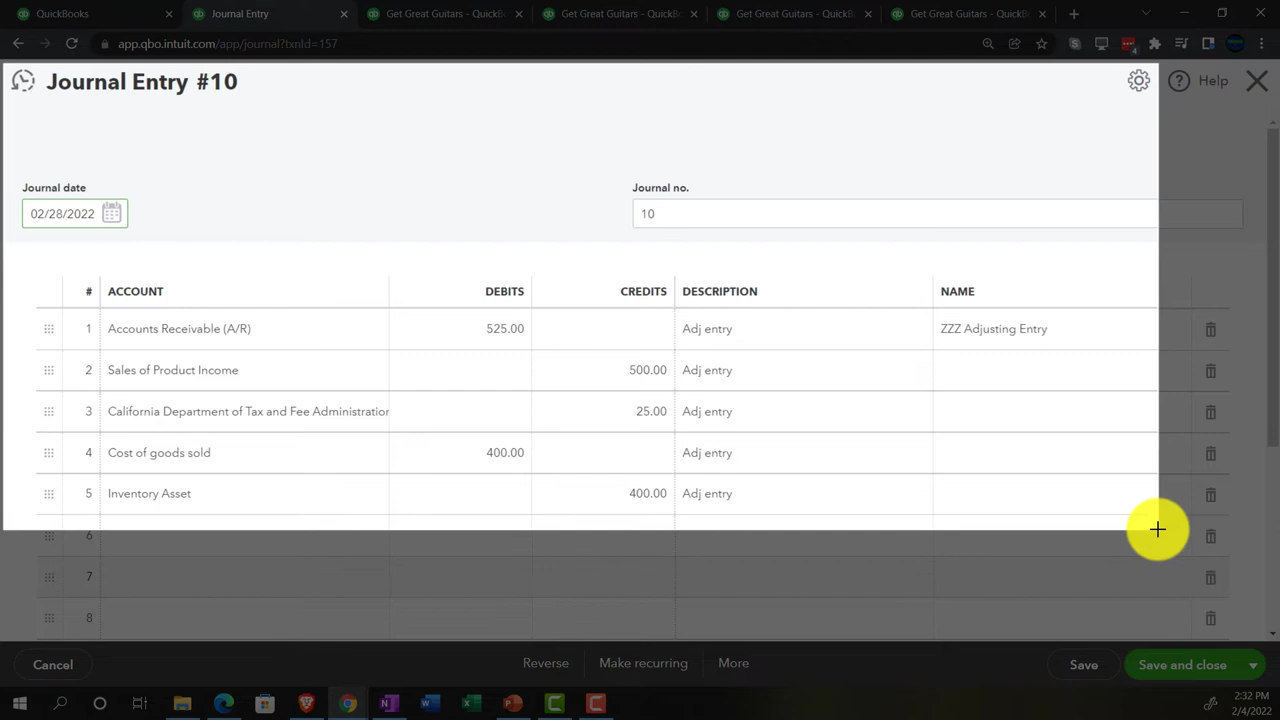 QuickBooks
Journal Entry
Get Great Guitars - QuickB
Get Great Guitars - QuickB
Get Great Guitars - QuickB
Get Great Guitars - QuickB
app.qbo.intuit.com/app/journal?txnId=157
4
Journal Entry #10
Help
Journal date
Journal no.
02/28/2022
10
# ACCOUNT DEBITS CREDITS DESCRIPTION NAME
1 Accounts Receivable (A/R) 525.00 Adj entry ZZZ Adjusting Entry
2 Sales of Product Income 500.00 Adj entry
3 California Department of Tax and Fee Administration 25.00 Adj entry
4 Cost of goods sold 400.00 Adj entry
5 Inventory Asset 400.00 Adj entry
6
7
8
Cancel Reverse Make recurring More Save Save and close
2:32 PM
2/4/2022